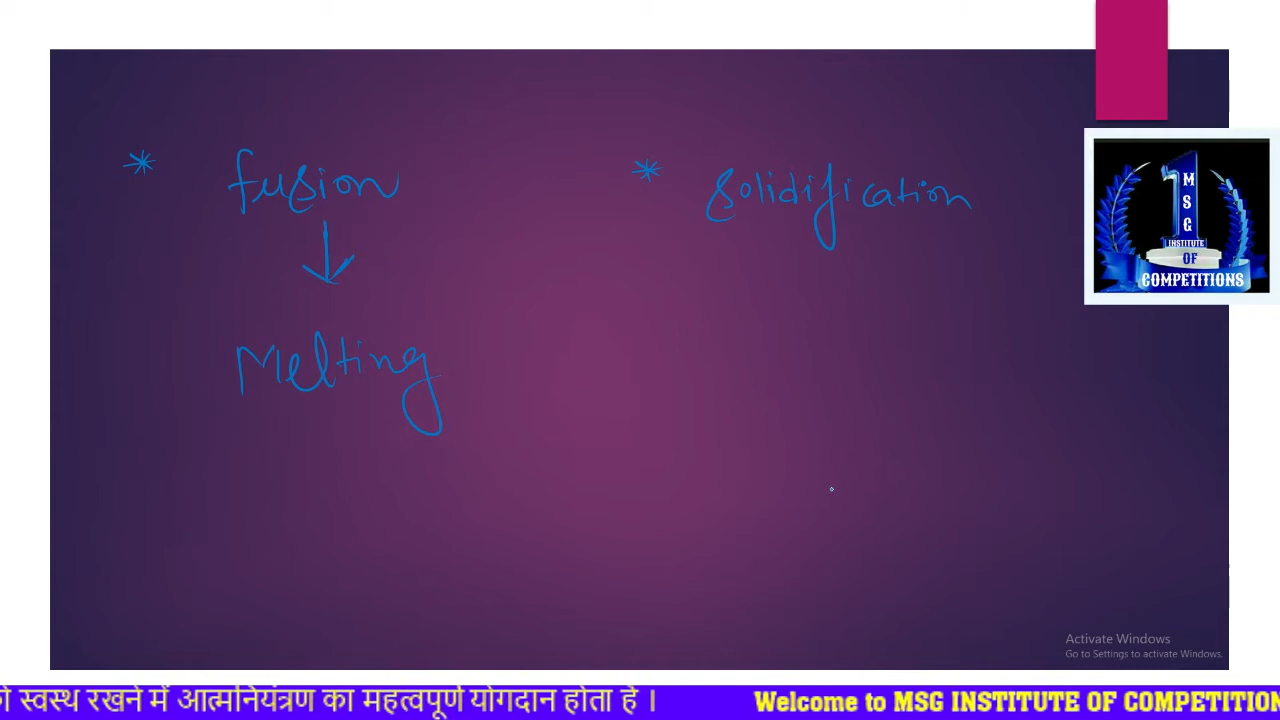 * fusion
* solidification
Melting
M
S
G
INSTITUTE
OF
COMPETITIONS
Activate Windows
Go to Settings to activate Windows.
स्वस्थ रखने में आत्मनियंत्रण का महत्वपूर्ण योगदान होता है । Welcome to MSG INSTITUTE OF COMPETITION